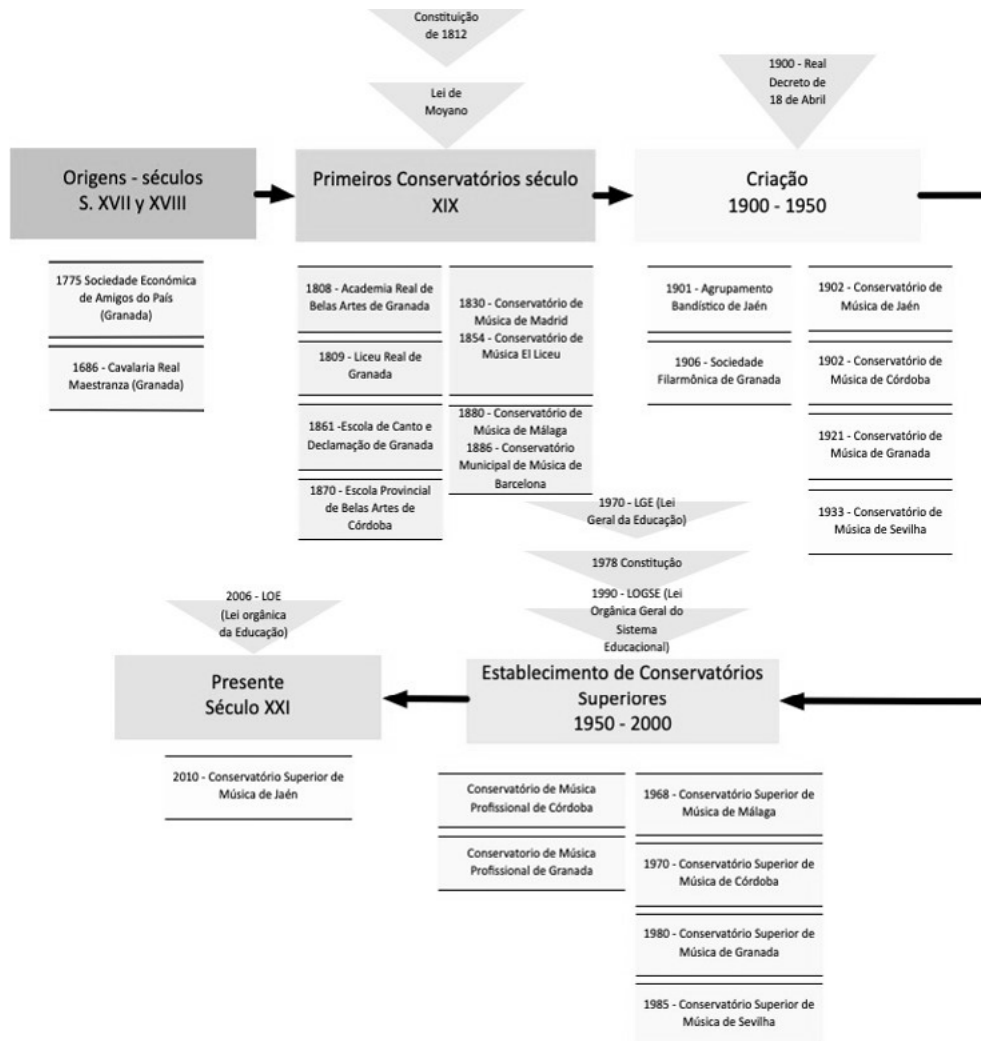 Constituição
de 1812
Lei de
Moyano
1900 - Real
Decreto de
18 de Abril
Origens - séculos
S. XVII y XVIII
Primeiros Conservatórios século
XIX
Criação
1900 - 1950
1775 Sociedade Económica
de Amigos do País
(Granada)
1686 - Cavalaria Real
Maestranza (Granada)
1808 - Academia Real de
Belas Artes de Granada
1809 - Liceu Real de
Granada
1861 -Escola de Canto e
Declamação de Granada
1870 - Escola Provincial
de Belas Artes de
Córdoba
1830 - Conservatório de
Música de Madrid
1854 - Conservatório de
Música El Liceu
1880 - Conservatório de
Música de Málaga
1886 - Conservatório
Municipal de Música de
Barcelona
1901 - Agrupamento
Bandístico de Jaén
1906 - Sociedade
Filarmônica de Granada
1902 - Conservatório de
Música de Jaén
1902 - Conservatório de
Música de Córdoba
1921 - Conservatório de
Música de Granada
1933 - Conservatório de
Música de Sevilha
1970 - LGE (Lei
Geral da Educação)
1978 Constitução
1990 - LOGSE (Lei
Orgânica Geral do
Sistema
Educacional)
2006 - LOE
(Lei orgânica
da Educação)
Establecimento de Conservatórios
Superiores
1950 - 2000
Presente
Século XXI
2010 - Conservatório Superior de
Música de Jaén
Conservatório de Música
Profissional de Córdoba
Conservatorio de Música
Profissional de Granada
1968 - Conservatório Superior de
Música de Málaga
1970 - Conservatório Superior de
Música de Córdoba
1980 - Conservatório Superior de
Música de Granada
1985 - Conservatório Superior de
Música de Sevilha